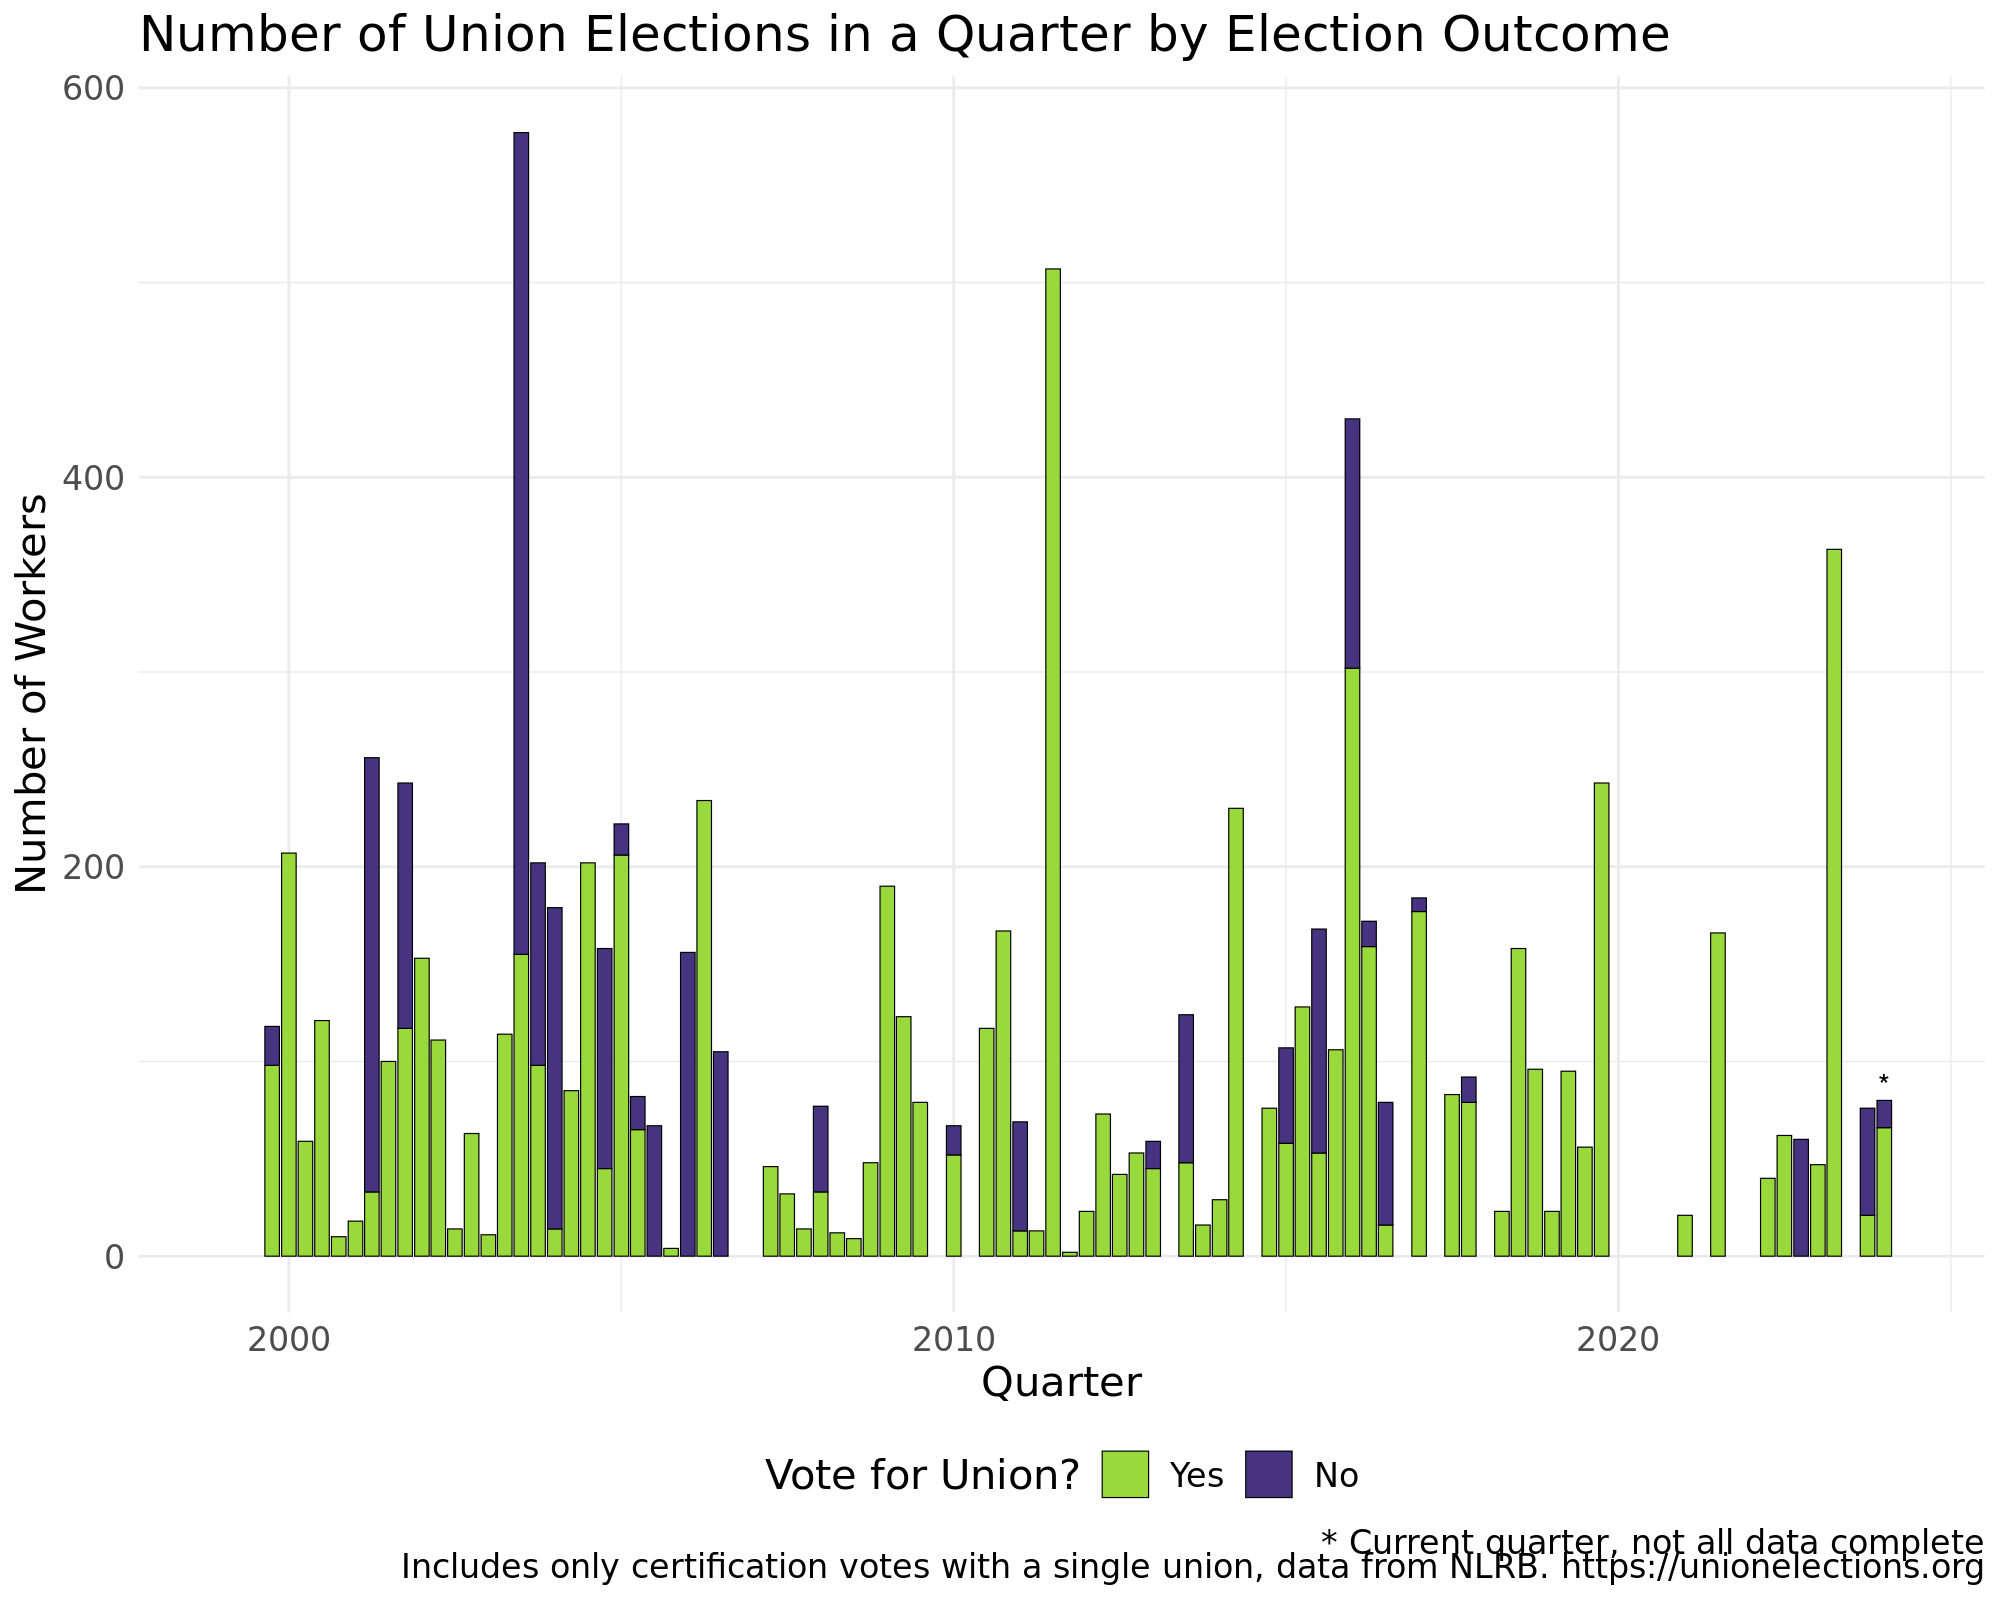 Number of Union Elections in a Quarter by Election Outcome
600
400
200
0
Number of Workers
*
2000 2010 2020
Quarter
Vote for Union? Yes No
* Current quarter, not all data complete
Includes only certification votes with a single union, data from NLRB. https://unionelections.org